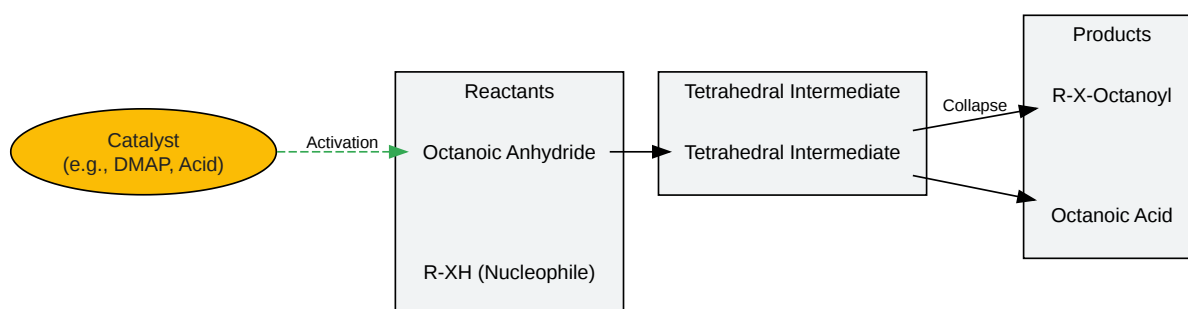 Catalyst
(e.g., DMAP, Acid)
Activation
Reactants
Octanoic Anhydride
R-XH (Nucleophile)
Tetrahedral Intermediate
Tetrahedral Intermediate
Collapse
Products
R-X-Octanoyl
Octanoic Acid